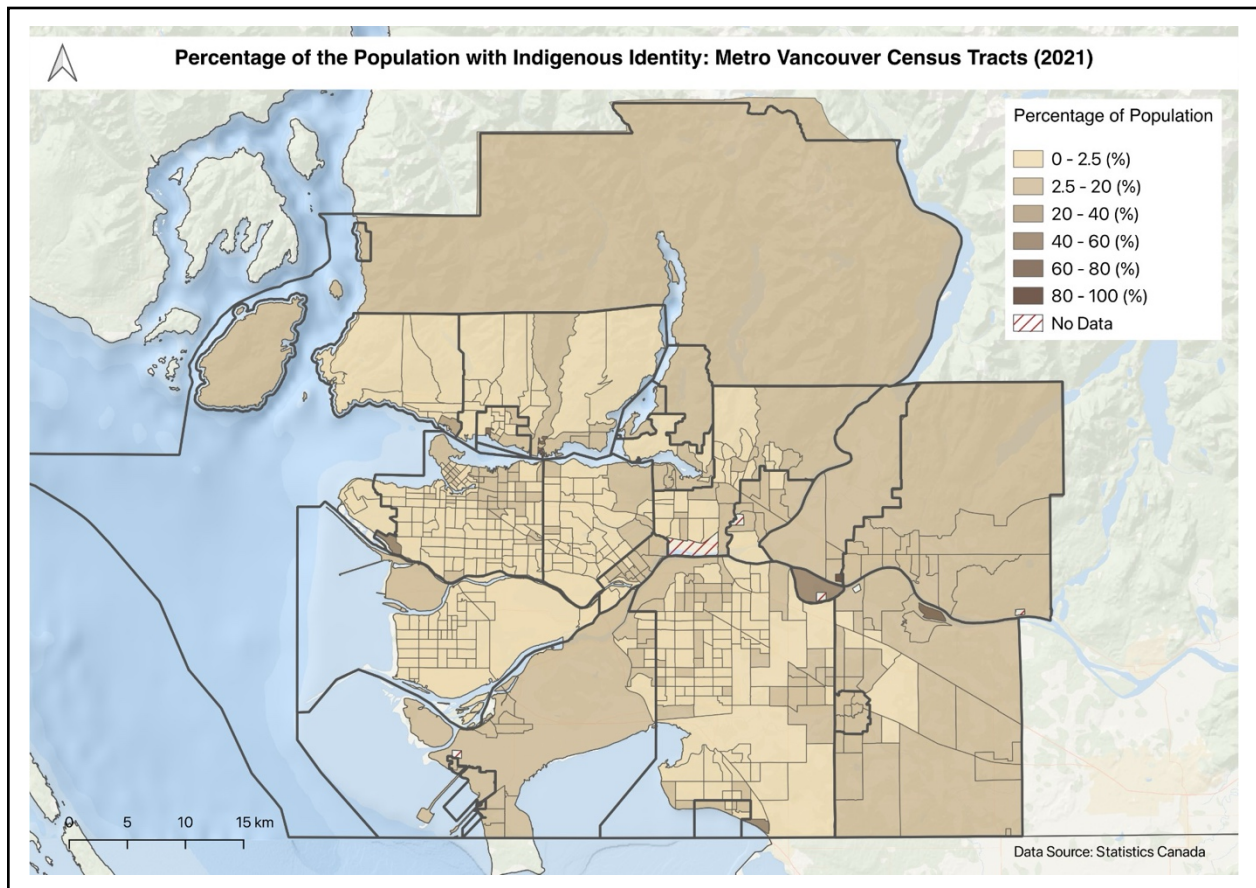 Percentage of the Population with Indigenous Identity: Metro Vancouver Census Tracts (2021)
Percentage of Population
0 - 2.5 (%)
2.5 - 20 (%)
20 - 40 (%)
40 - 60 (%)
60 - 80 (%)
80 - 100 (%)
No Data
0 5 10 15 km
Data Source: Statistics Canada